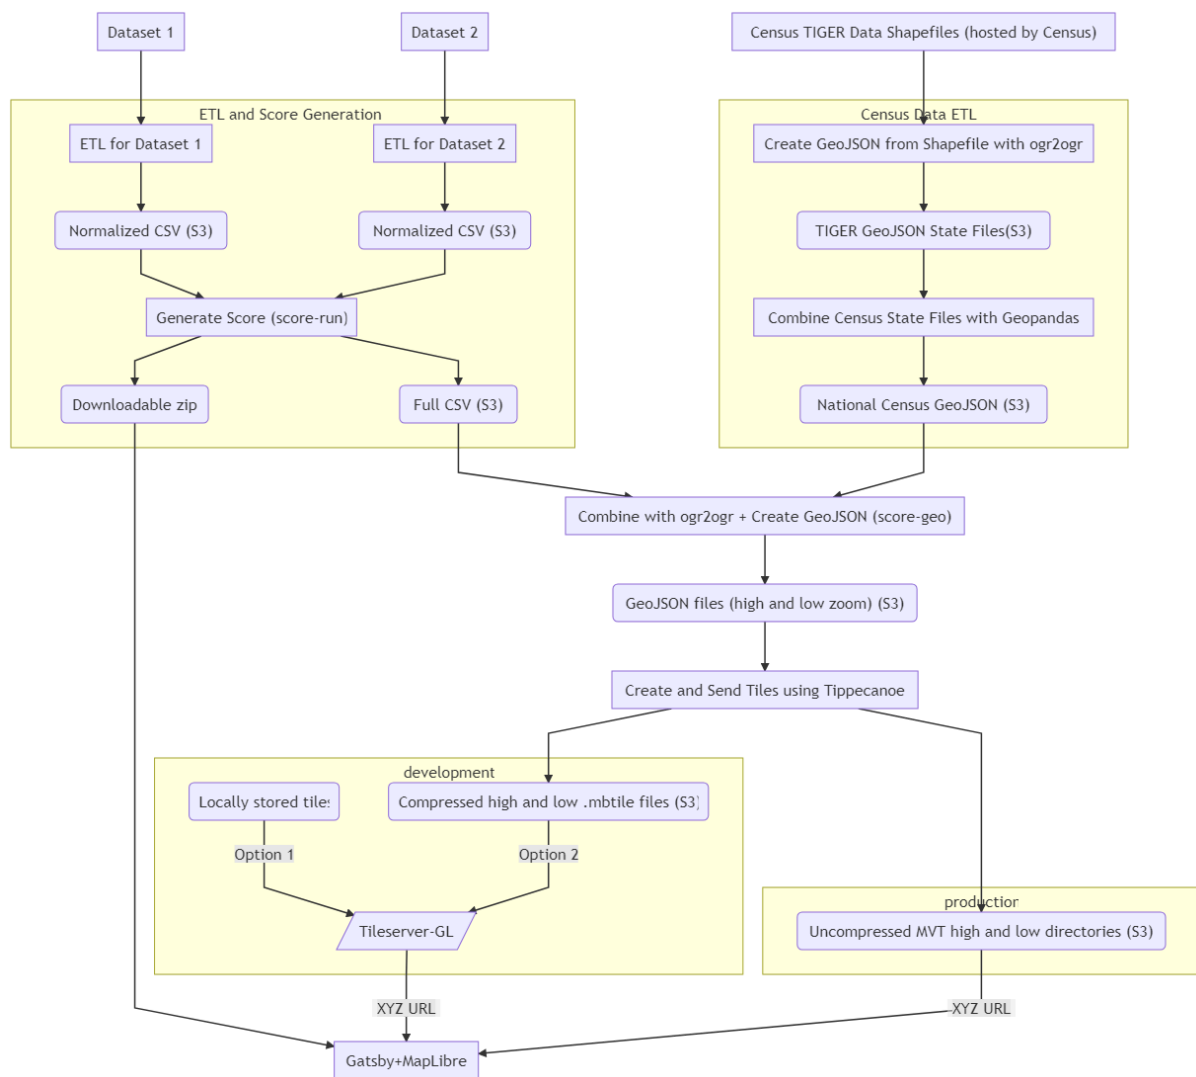 Dataset 1
Dataset 2
Census TIGER Data Shapefiles (hosted by Census)
ETL and Score Generation
Census Data ETL
ETL for Dataset 1
ETL for Dataset 2
Create GeoJSON from Shapefile with ogr2ogr
Normalized CSV (S3)
Normalized CSV (S3)
TIGER GeoJSON State Files(S3)
Generate Score (score-run)
Combine Census State Files with Geopandas
Downloadable zip
Full CSV (S3)
National Census GeoJSON (S3)
Combine with ogr2ogr + Create GeoJSON (score-geo)
GeoJSON files (high and low zoom) (S3)
Create and Send Tiles using Tippecanoe
development
Locally stored tiles
Compressed high and low .mbtile files (S3)
Option 1
Option 2
production
Tileserver-GL
Uncompressed MVT high and low directories (S3)
XYZ URL
XYZ URL
Gatsby+MapLibre